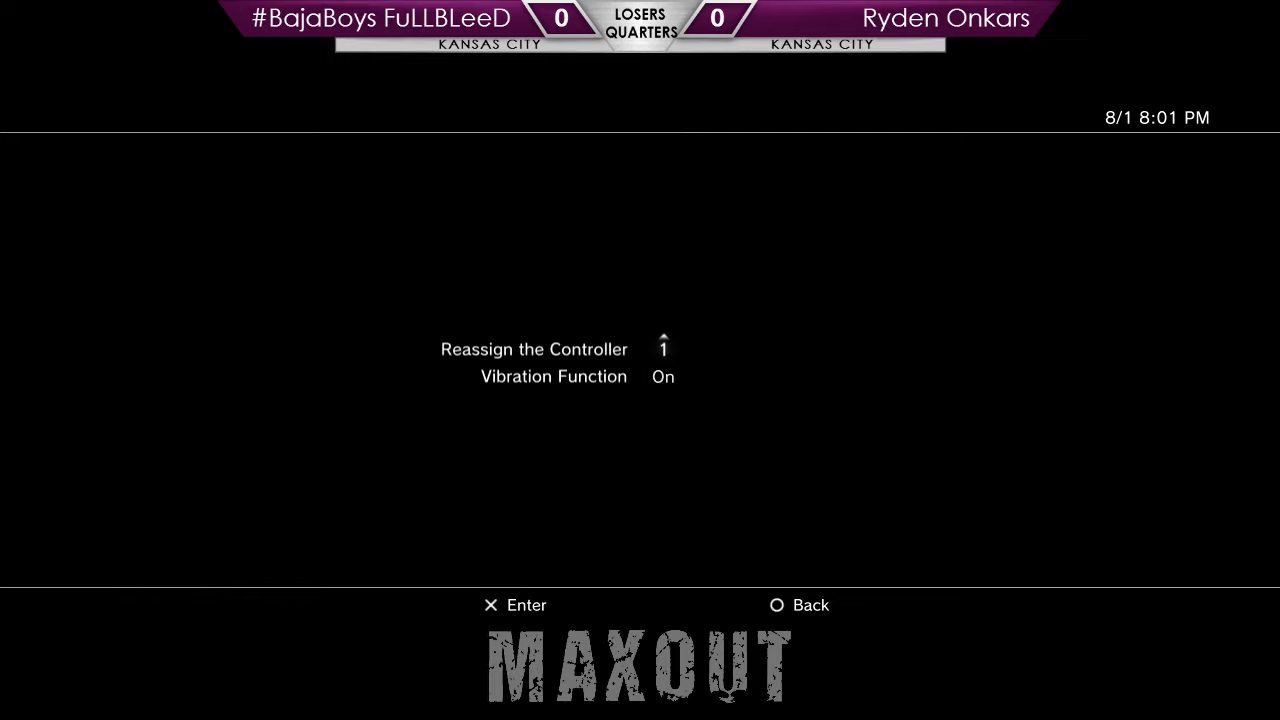 #BajaBoys FuLLBLeeD 0 LOSERS QUARTERS 0 Ryden Onkars
KANSAS CITY KANSAS CITY
8/1 8:01 PM
Reassign the Controller 1
Vibration Function On
Enter Back
MAXOUT